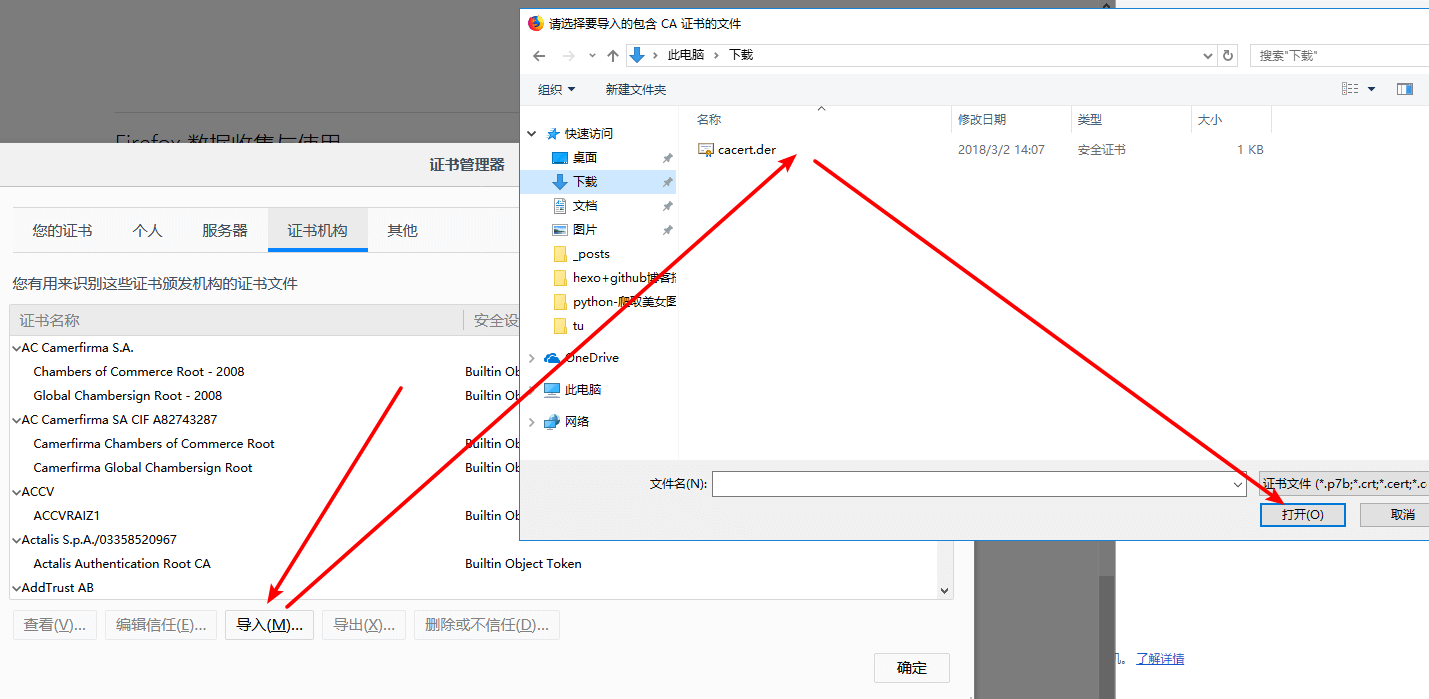 请选择要导入的包含 CA 证书的文件
此电脑 下载
搜索"下载"
组织 新建文件夹
名称 修改日期 类型 大小
cacert.der 2018/3/2 14:07 安全证书 1 KB
快速访问
桌面
下载
文档
图片
_posts
hexo+github博客
python-爬取美女图
tu
OneDrive
此电脑
网络
文件名(N):
证书文件 (*.p7b;*.crt;*.cert;*.c
打开(O) 取消
Firefox 数据收集与使用
证书管理器
您的证书 个人 服务器 证书机构 其他
您有用来识别这些证书颁发机构的证书文件
证书名称 安全设
AC Camerfirma S.A.
Chambers of Commerce Root - 2008 Builtin Ob
Global Chambersign Root - 2008 Builtin Ob
AC Camerfirma SA CIF A82743287
Camerfirma Chambers of Commerce Root Builtin Ob
Camerfirma Global Chambersign Root Builtin Ob
ACCV
ACCVRAIZ1 Builtin Ob
Actalis S.p.A./03358520967
Actalis Authentication Root CA Builtin Object Token
AddTrust AB
查看(V)... 编辑信任(E)... 导入(M)... 导出(X)... 删除或不信任(D)...
确定
。 了解详情